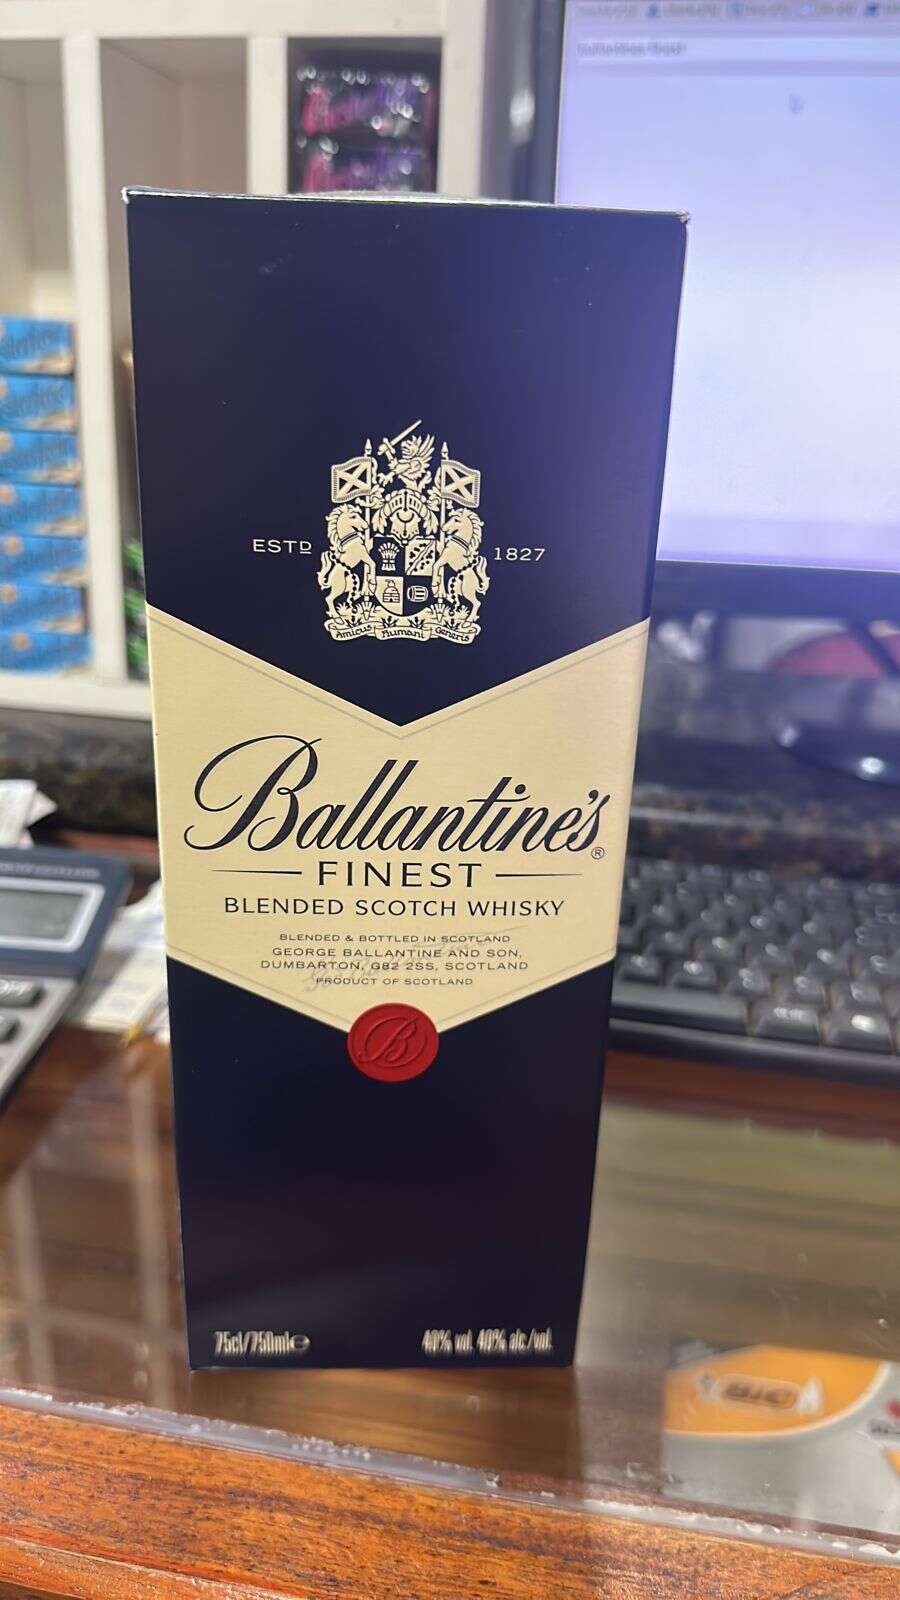 ESTD 1827
Amicus Humani Generis
Ballantine's®
FINEST
BLENDED SCOTCH WHISKY
BLENDED & BOTTLED IN SCOTLAND
GEORGE BALLANTINE AND SON,
DUMBARTON, G82 2SS, SCOTLAND
PRODUCT OF SCOTLAND
B
75cl/750ml℮ 40% vol. 40% alc./vol.
BIC